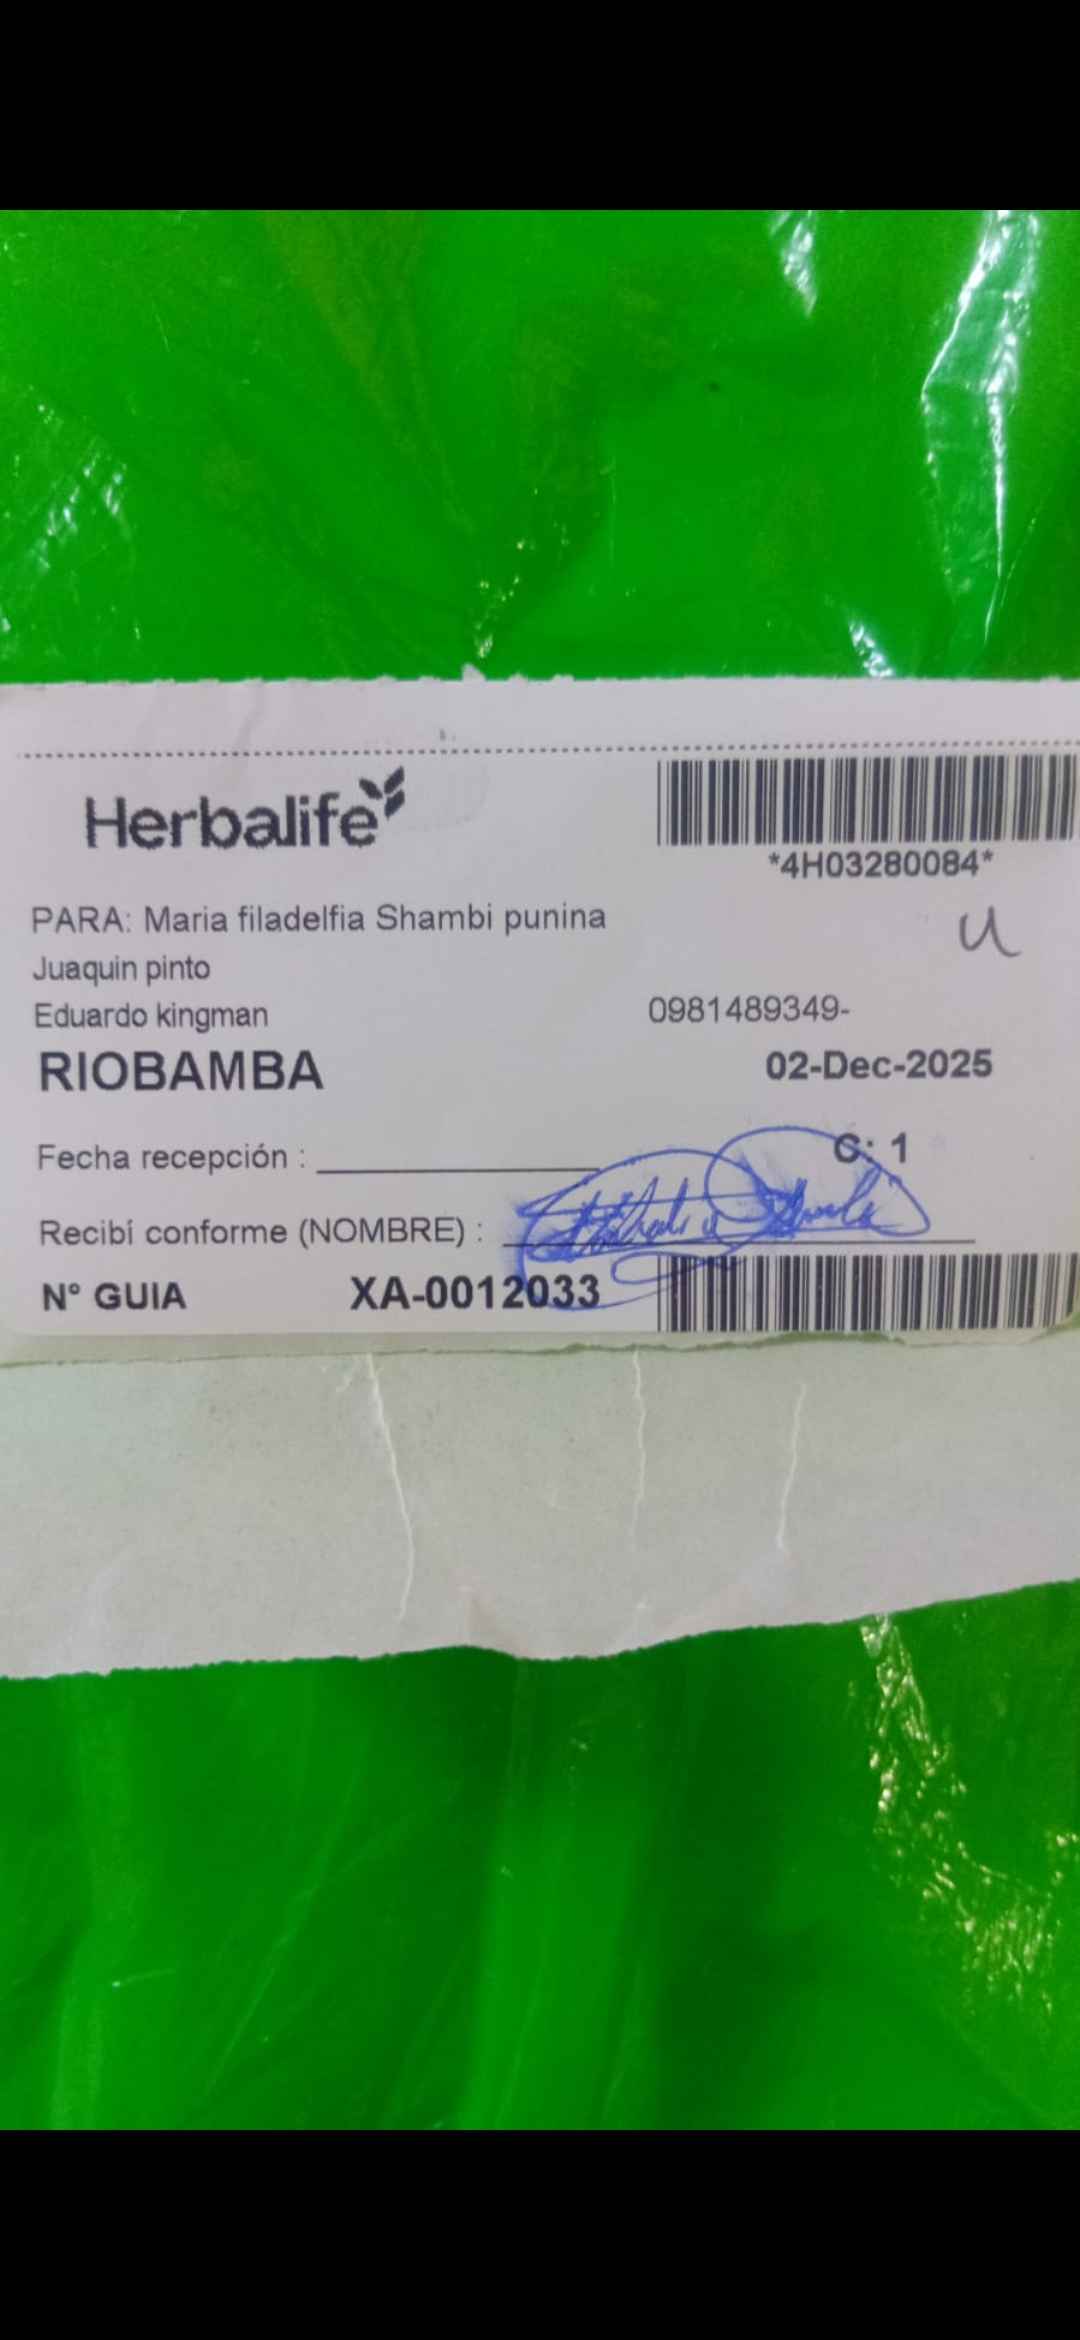 Herbalife
*4H03280084*
PARA: Maria filadelfia Shambi punina
u
Juaquin pinto
Eduardo kingman
0981489349-
RIOBAMBA
02-Dec-2025
Fecha recepción :
C: 1
Recibí conforme (NOMBRE) :
N° GUIA XA-0012033